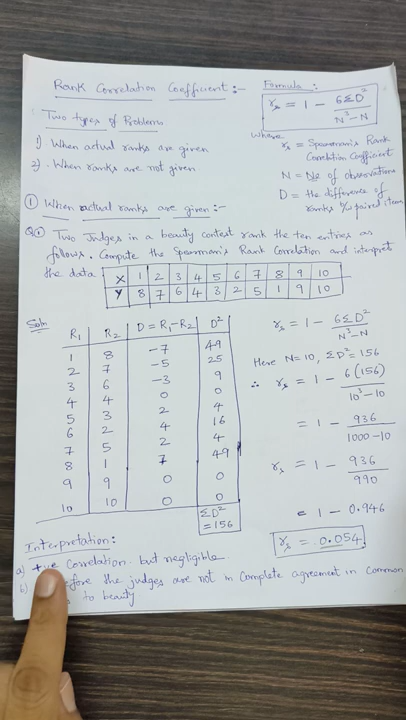 Rank Correlation Coefficient :-
Formula :
r_s = 1 - 6ΣD² / N³-N
Two types of Problems
1) When actual ranks are given
2) When ranks are not given
where
r_s = Spearman's Rank
Correlation Coefficient
N = No of observations
D = the difference of
ranks b/w paired items
① When actual ranks are given :-
Two Judges in a beauty contest rank the ten entries as
follows. Compute the Spearman's Rank Correlation and interpret
the data
X 1 2 3 4 5 6 7 8 9 10
Y 8 7 6 4 3 2 5 1 9 10
Soln
R₁ R₂ D = R₁-R₂ D²
1 8 -7 49
2 7 -5 25
3 6 -3 9
4 4 0 0
5 3 2 4
6 2 4 16
7 5 2 4
8 1 7 49
9 9 0 0
10 10 0 0
ΣD²
= 156
r_s = 1 - 6ΣD² / N³-N
Here N=10, ΣD²=156
∴ r_s = 1 - 6(156) / 10³-10
= 1 - 936 / 1000-10
r_s = 1 - 936 / 990
= 1 - 0.946
r_s = 0.054
Interpretation:
a) +ve Correlation but negligible
b) the judges are not in complete agreement in common
to beauty